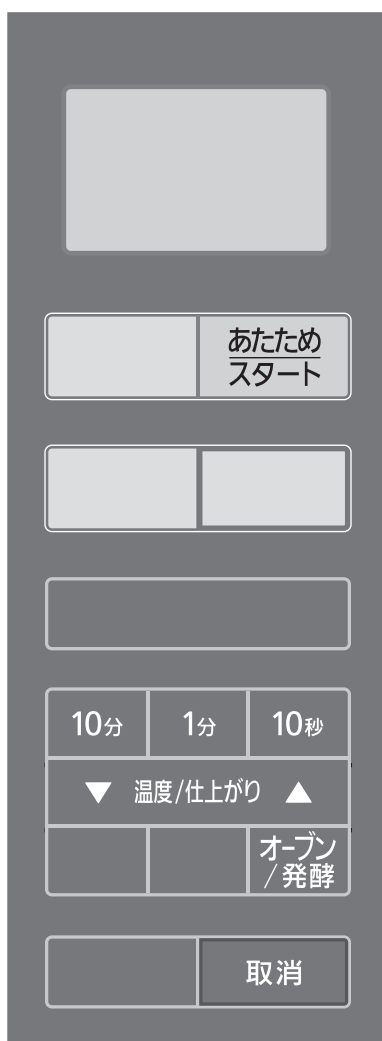 あたため
スタート
10分 1分 10秒
▼ 温度/仕上がり ▲
オーブン
/発酵
取消